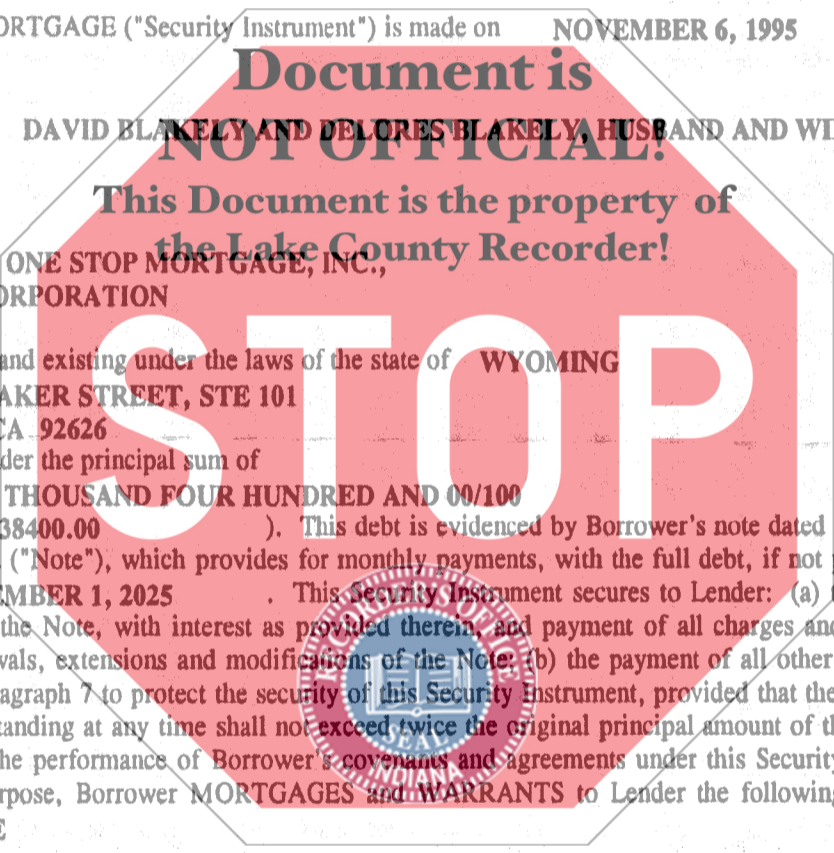 ORTGAGE ("Security Instrument") is made on NOVEMBER 6, 1995
Document is
DAVID BLAKELY AND DELORES BLAKELY, HUSBAND AND WI
NOT OFFICIAL!
This Document is the property of
the Lake County Recorder!
ONE STOP MORTGAGE, INC.,
ORPORATION
and existing under the laws of the state of WYOMING
AKER STREET, STE 101
CA 92626
STOP
der the principal sum of
THOUSAND FOUR HUNDRED AND 00/100
38400.00 ). This debt is evidenced by Borrower's note dated
("Note"), which provides for monthly payments, with the full debt, if not
EMBER 1, 2025 . This Security Instrument secures to Lender: (a)
the Note, with interest as provided therein, and payment of all charges and
wals, extensions and modifications of the Note; (b) the payment of all other
agraph 7 to protect the security of this Security Instrument, provided that the
tanding at any time shall not exceed twice the original principal amount of th
he performance of Borrower's covenants and agreements under this Security
rpose, Borrower MORTGAGES and WARRANTS to Lender the following
E
RECORDER'S OFFICE
SEAL
INDIANA